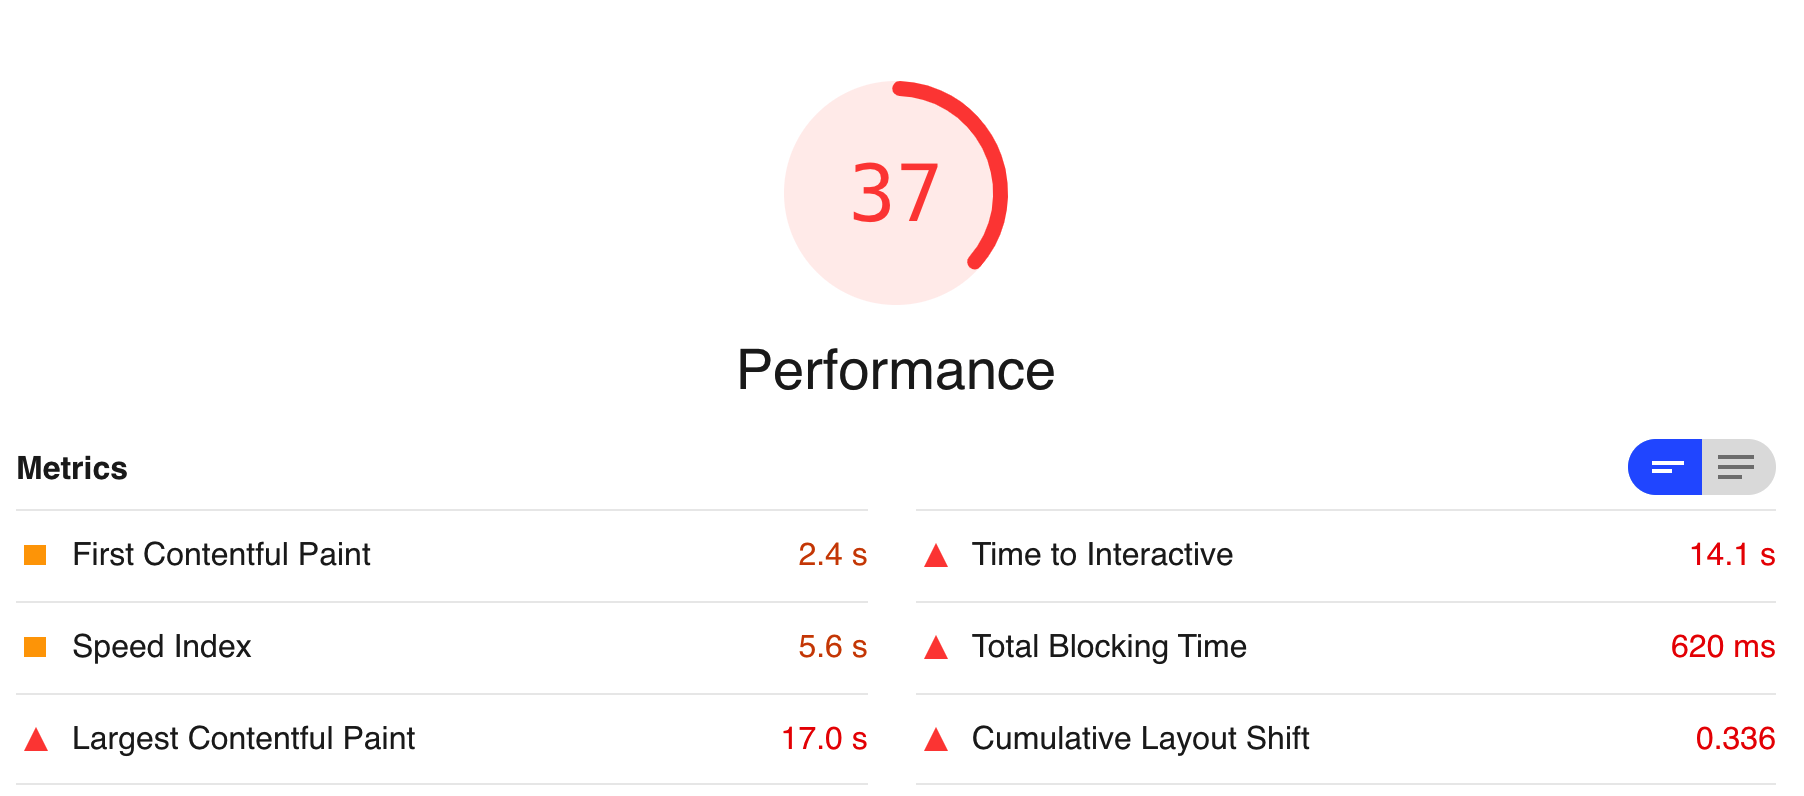 37
Performance
Metrics
First Contentful Paint 2.4 s
Time to Interactive 14.1 s
Speed Index 5.6 s
Total Blocking Time 620 ms
Largest Contentful Paint 17.0 s
Cumulative Layout Shift 0.336